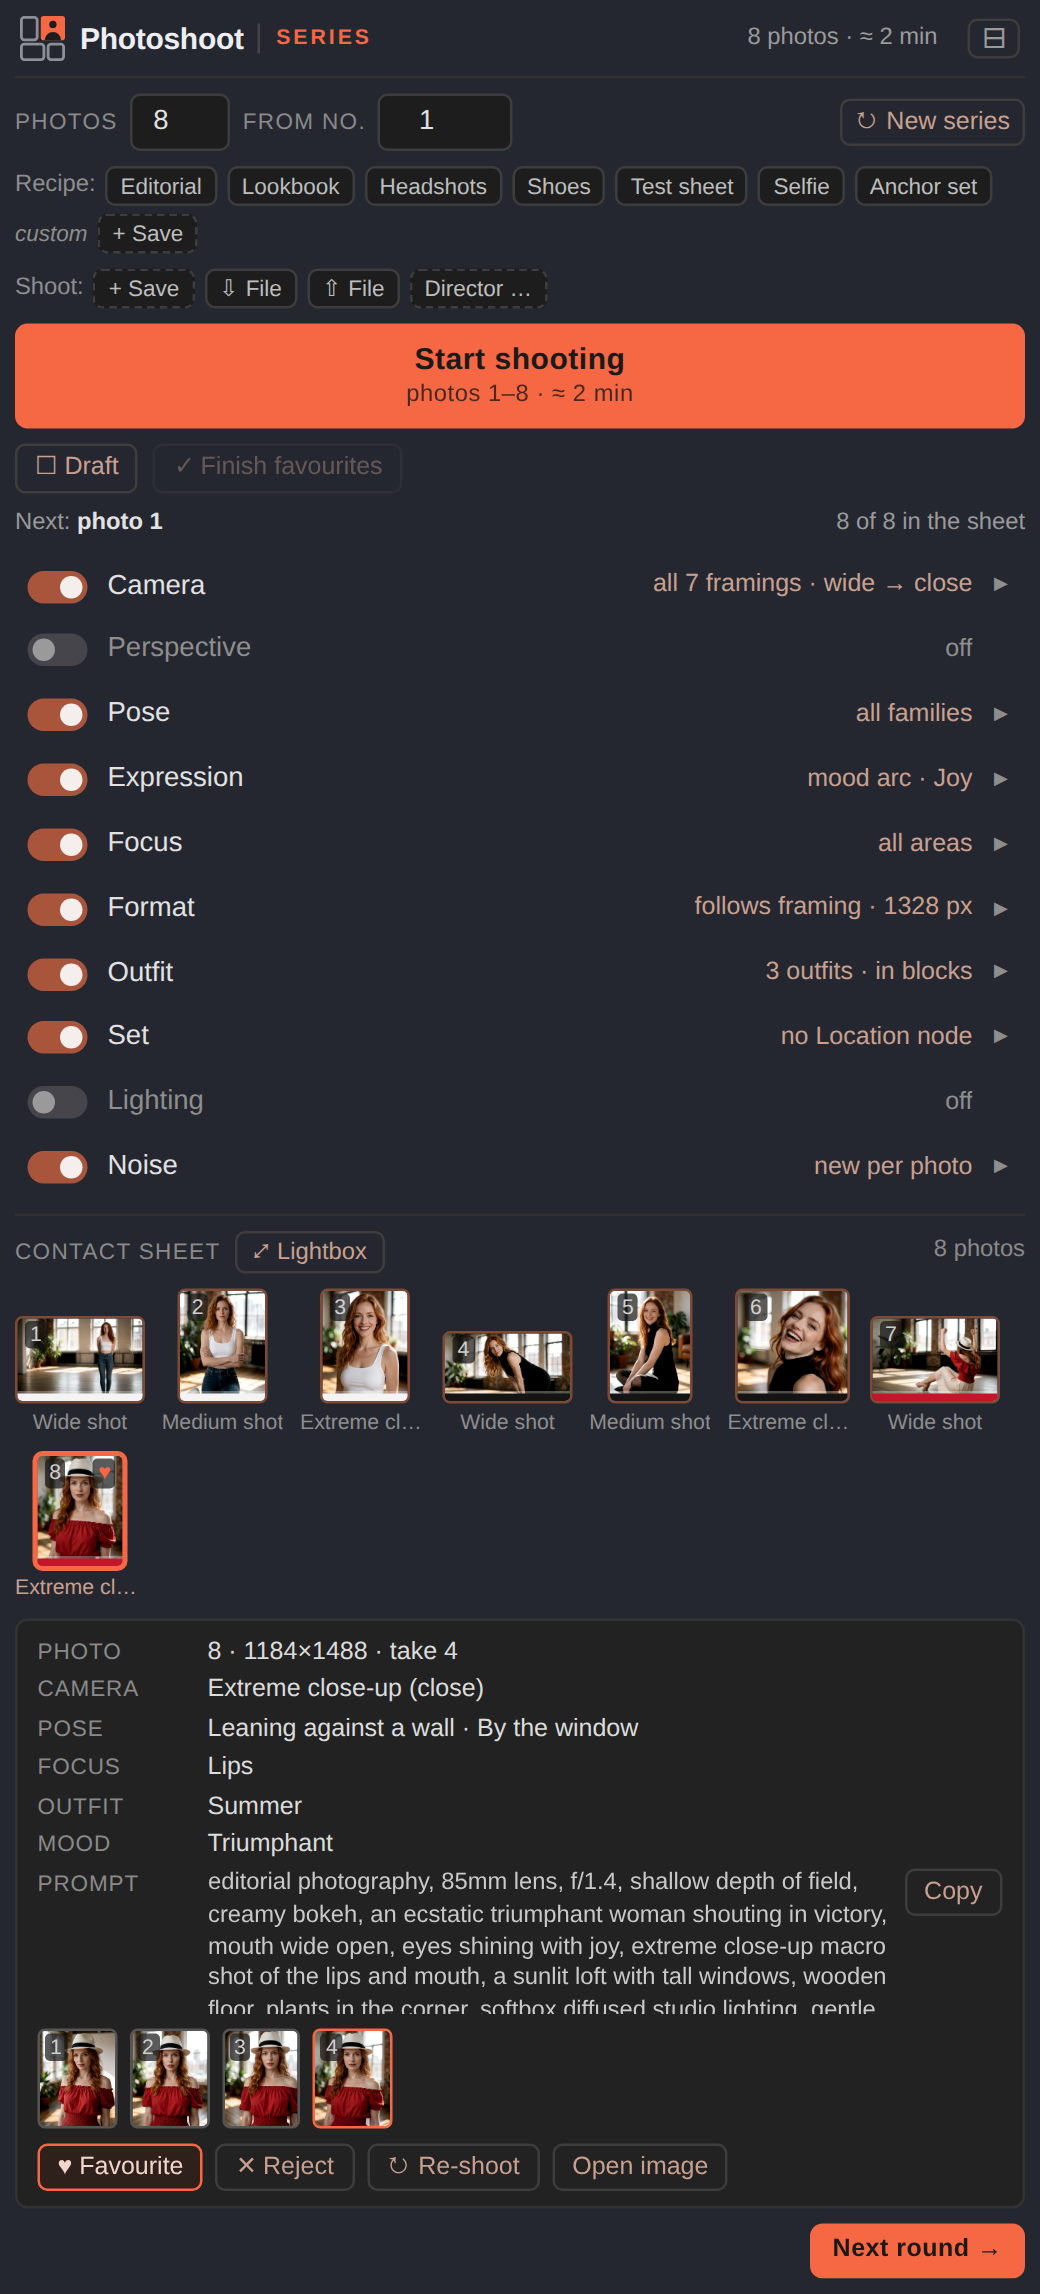 Photoshoot | SERIES 8 photos · ≈ 2 min
PHOTOS 8 FROM NO. 1 ↻ New series
Recipe: Editorial Lookbook Headshots Shoes Test sheet Selfie Anchor set
custom + Save
Shoot: + Save ⇩ File ⇧ File Director ...
Start shooting
photos 1–8 · ≈ 2 min
☐ Draft ✓ Finish favourites
Next: photo 1 8 of 8 in the sheet
Camera all 7 framings · wide → close ▶
Perspective off
Pose all families ▶
Expression mood arc · Joy ▶
Focus all areas ▶
Format follows framing · 1328 px ▶
Outfit 3 outfits · in blocks ▶
Set no Location node ▶
Lighting off
Noise new per photo ▶
CONTACT SHEET ⤢ Lightbox 8 photos
1 2 3 4 5 6 7
Wide shot Medium shot Extreme cl… Wide shot Medium shot Extreme cl… Wide shot
8 ♥
Extreme cl…
PHOTO 8 · 1184×1488 · take 4
CAMERA Extreme close-up (close)
POSE Leaning against a wall · By the window
FOCUS Lips
OUTFIT Summer
MOOD Triumphant
PROMPT editorial photography, 85mm lens, f/1.4, shallow depth of field, Copy
creamy bokeh, an ecstatic triumphant woman shouting in victory,
mouth wide open, eyes shining with joy, extreme close-up macro
shot of the lips and mouth, a sunlit loft with tall windows, wooden
floor, plants in the corner, softbox diffused studio lighting, gentle
1 2 3 4
♥ Favourite ✕ Reject ↻ Re-shoot Open image
Next round →